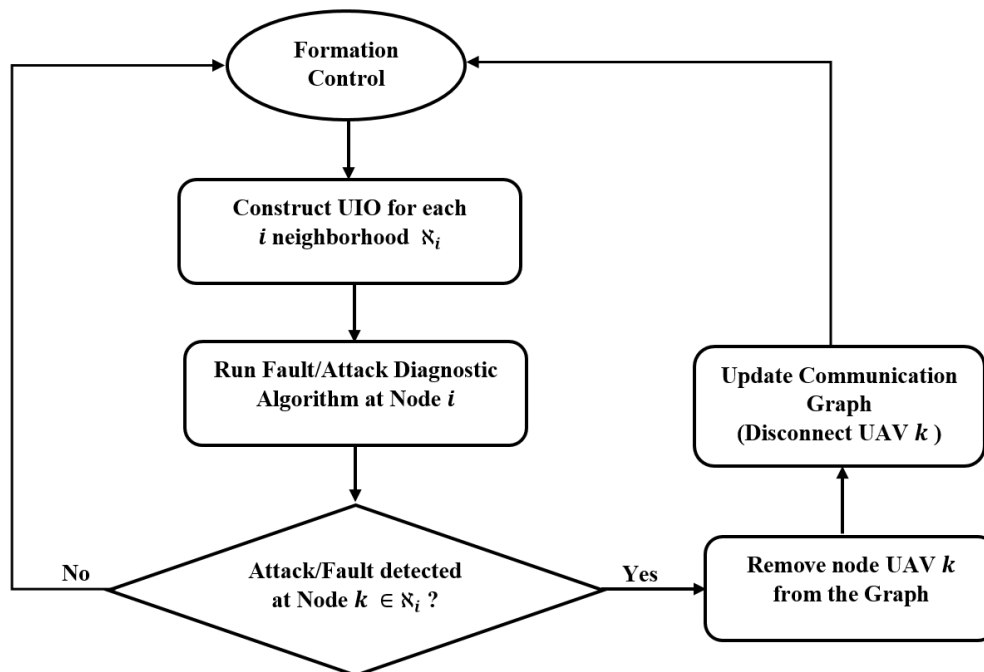 Formation
Control
Construct UIO for each
i neighborhood ℵᵢ
Run Fault/Attack Diagnostic
Algorithm at Node i
Attack/Fault detected
at Node k ∈ ℵᵢ ?
No
Yes
Remove node UAV k
from the Graph
Update Communication
Graph
(Disconnect UAV k )